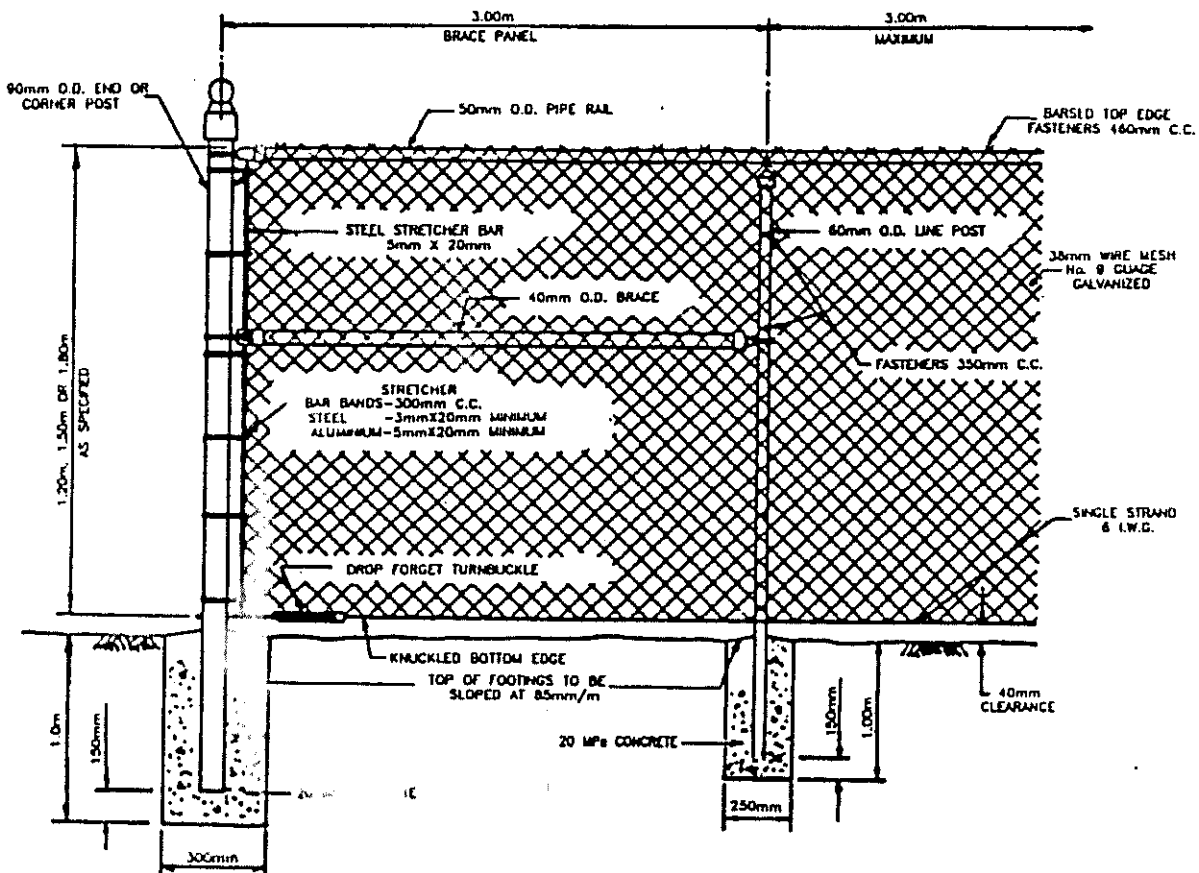 3.00m
BRACE PANEL
3.00m
MAXIMUM
90mm O.D. END OR
CORNER POST
50mm O.D. PIPE RAIL
BARSED TOP EDGE
FASTENERS 460mm C.C.
STEEL STRETCHER BAR
5mm X 20mm
60mm O.D. LINE POST
38mm WIRE MESH
No. 9 GUAGE
GALVANIZED
40mm O.D. BRACE
FASTENERS 350mm C.C.
STRETCHER
BAR BANDS-300mm C.C.
STEEL -3mmX20mm MINIMUM
ALUMINIUM-5mmX20mm MINIMUM
1.20m, 1.50m OR 1.80m
AS SPECIFIED
SINGLE STRAND
6 I.W.G.
DROP FORGET TURNBUCKLE
KNUCKLED BOTTOM EDGE
TOP OF FOOTINGS TO BE
SLOPED AT 85mm/m
40mm
CLEARANCE
1.0m
150mm
20 MPa CONCRETE
150mm
1.00m
250mm
300mm